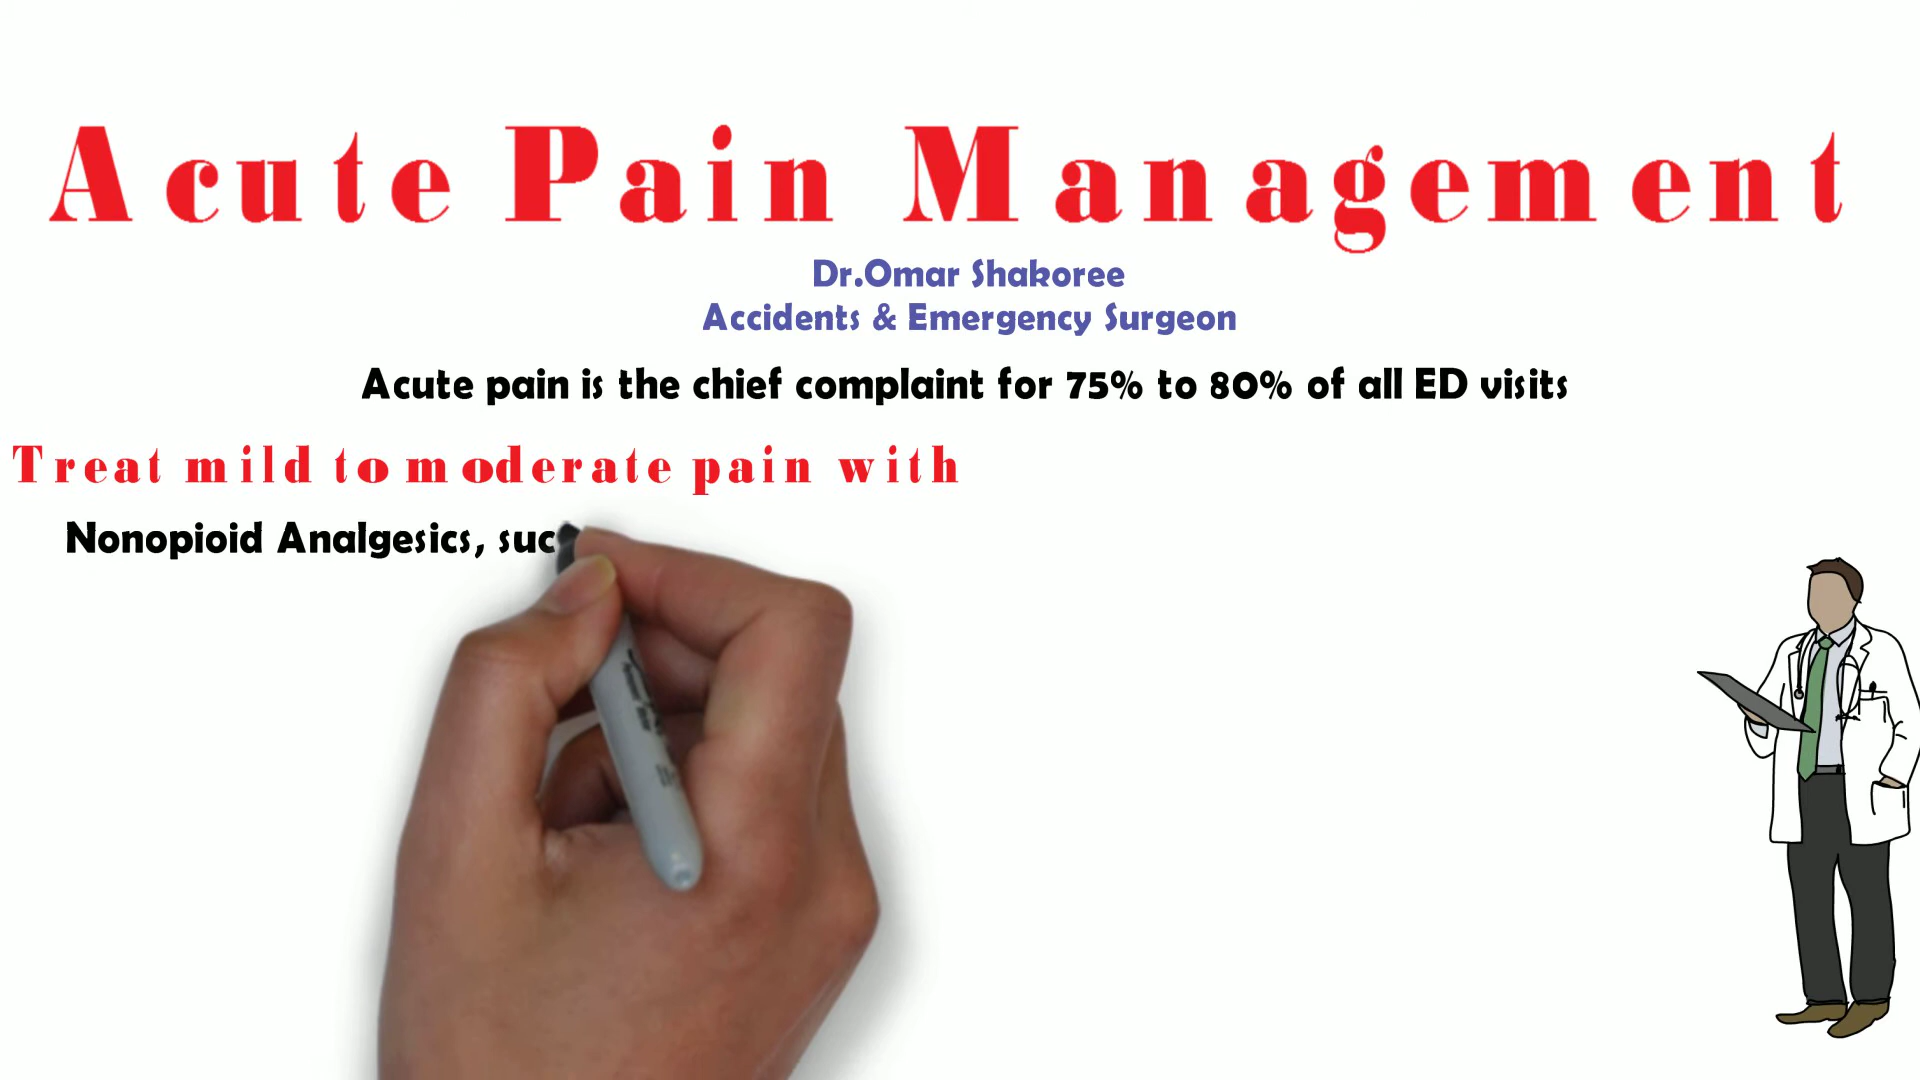 Acute Pain Management
Dr.Omar Shakoree
Accidents & Emergency Surgeon
Acute pain is the chief complaint for 75% to 80% of all ED visits
Treat mild to moderate pain with
Nonopioid Analgesics, suc